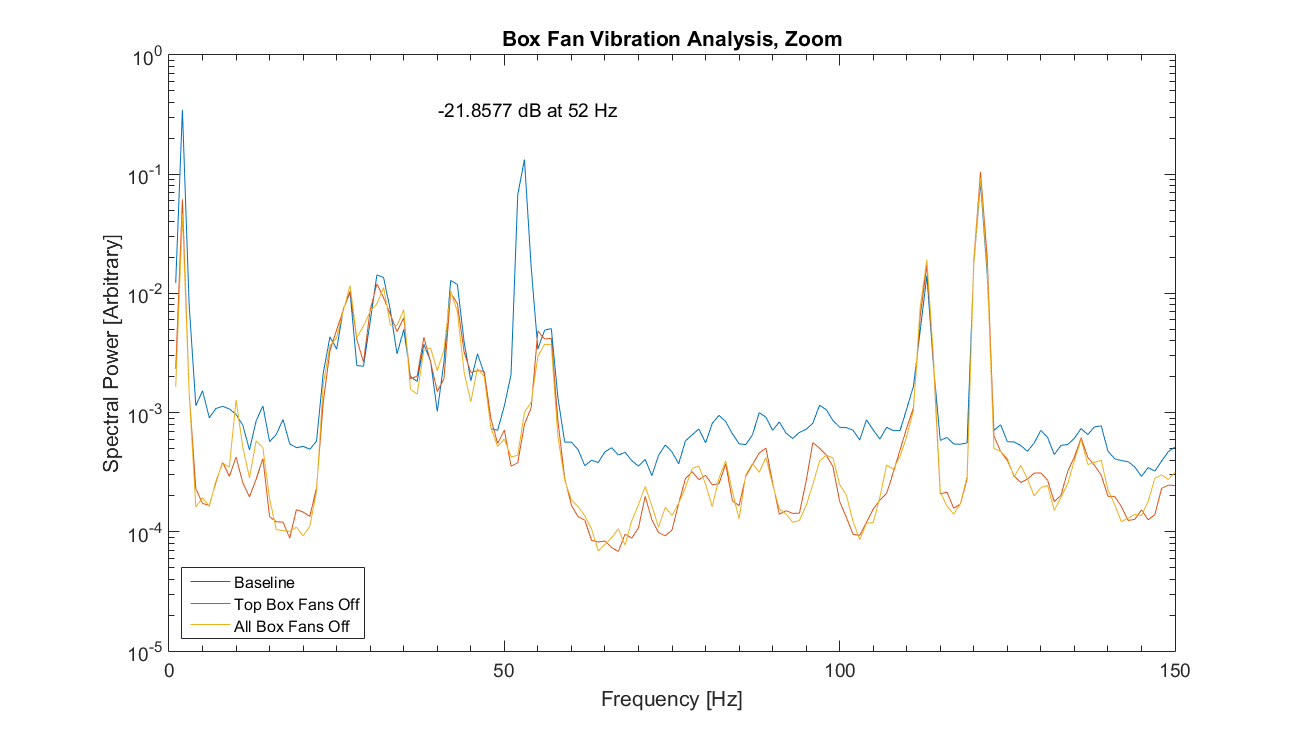 Box Fan Vibration Analysis, Zoom
-21.8577 dB at 52 Hz
10^0
10^-1
10^-2
10^-3
10^-4
10^-5
Spectral Power [Arbitrary]
Baseline
Top Box Fans Off
All Box Fans Off
0 50 100 150
Frequency [Hz]